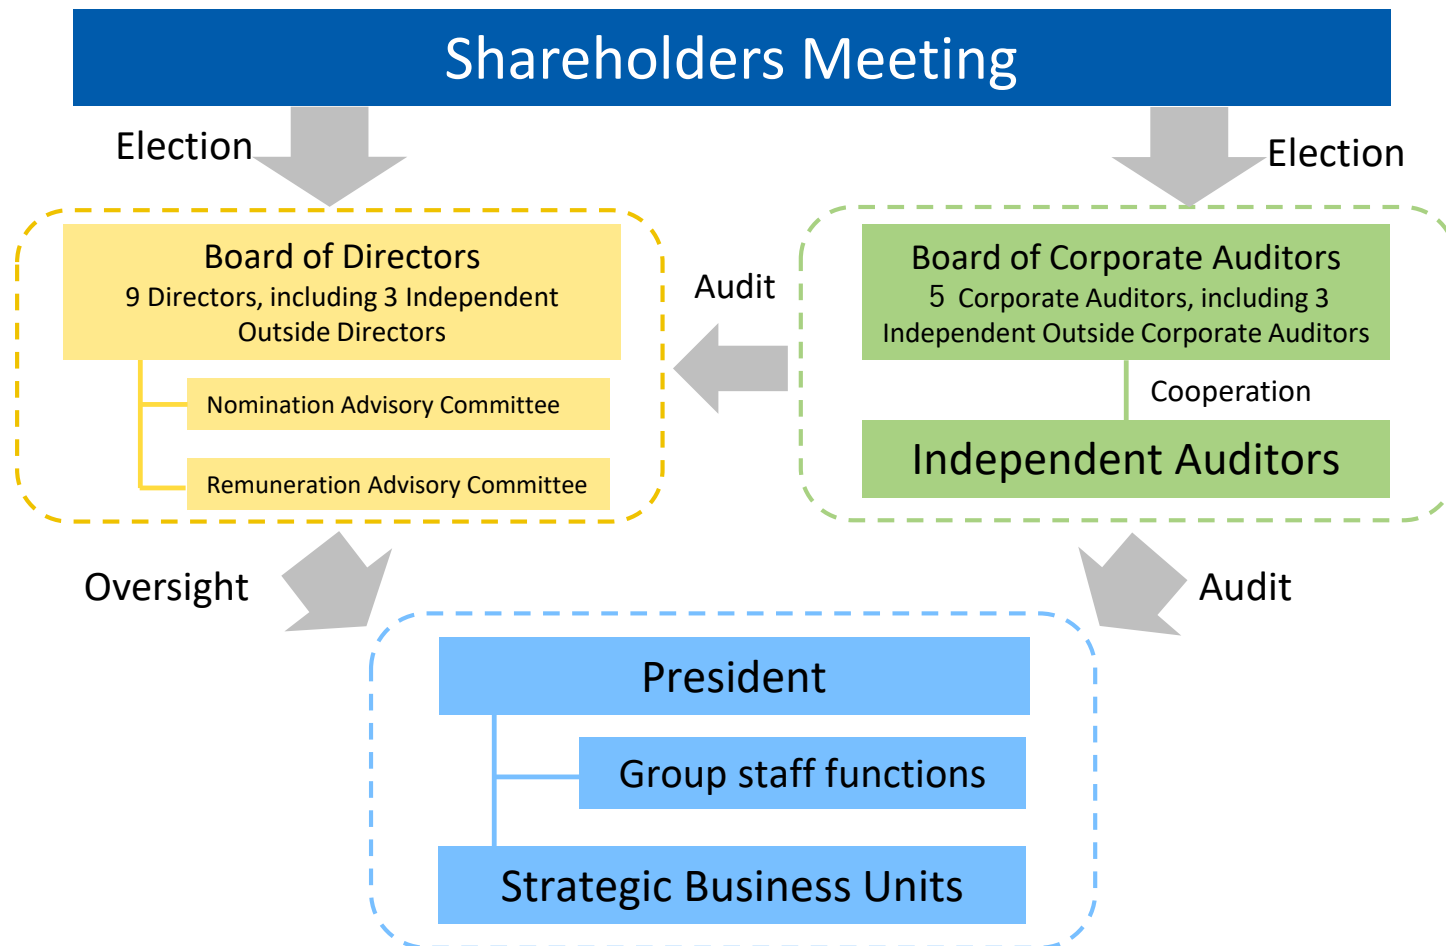 Shareholders Meeting
Election
Election
Board of Directors
9 Directors, including 3 Independent
Outside Directors
Nomination Advisory Committee
Remuneration Advisory Committee
Audit
Board of Corporate Auditors
5 Corporate Auditors, including 3
Independent Outside Corporate Auditors
Cooperation
Independent Auditors
Oversight
Audit
President
Group staff functions
Strategic Business Units